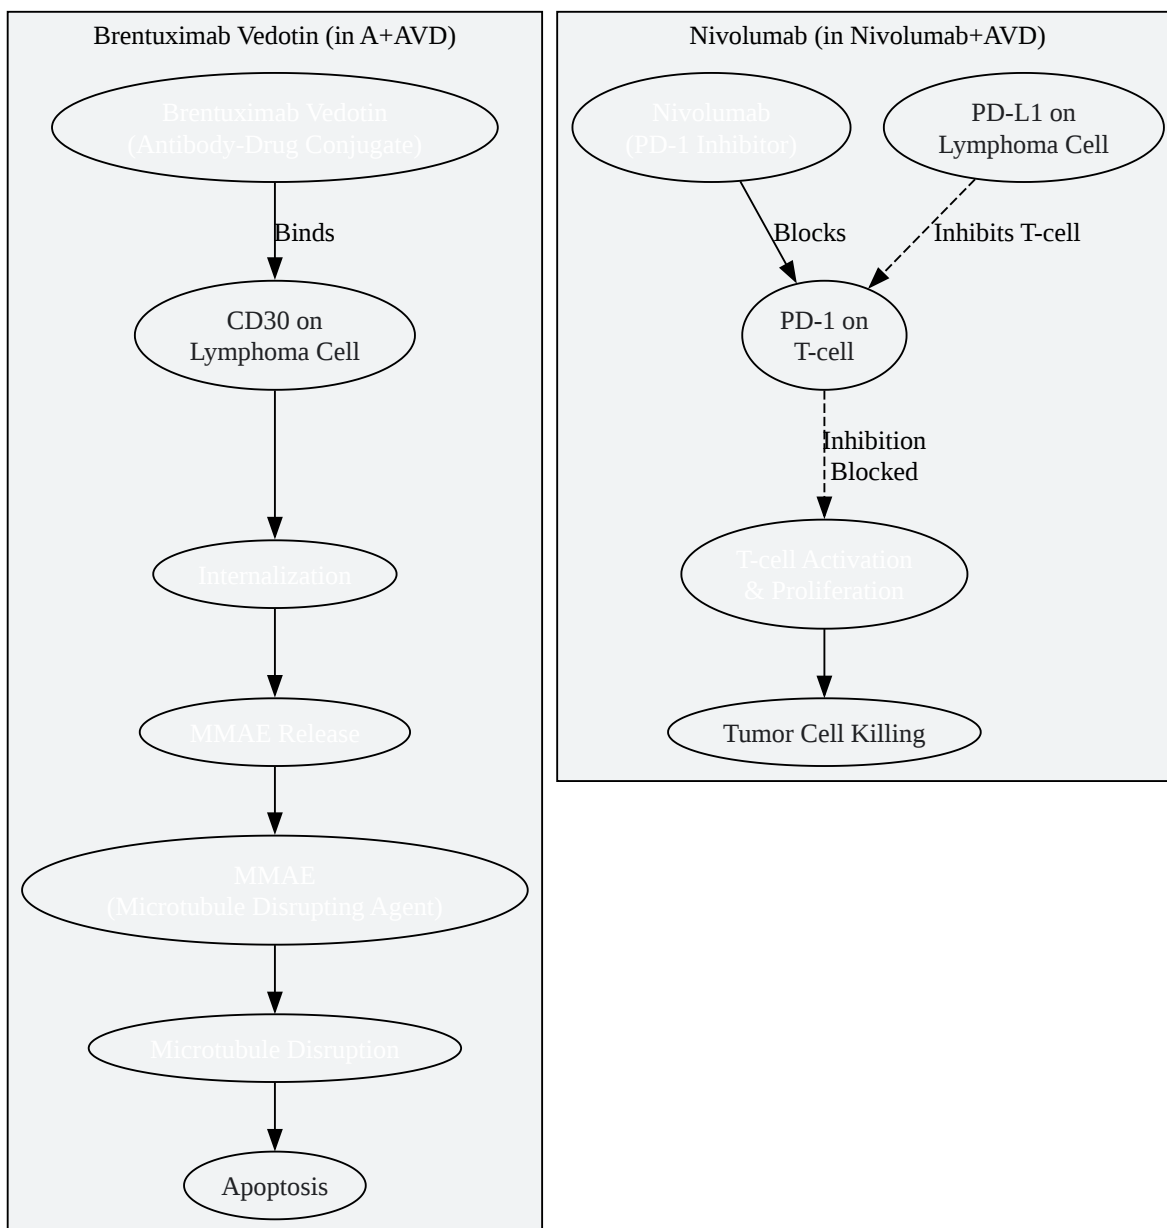 Brentuximab Vedotin (in A+AVD)
Brentuximab Vedotin
(Antibody-Drug Conjugate)
Binds
CD30 on
Lymphoma Cell
Internalization
MMAE Release
MMAE
(Microtubule Disrupting Agent)
Microtubule Disruption
Apoptosis
Nivolumab (in Nivolumab+AVD)
Nivolumab
(PD-1 Inhibitor)
PD-L1 on
Lymphoma Cell
Blocks
Inhibits T-cell
PD-1 on
T-cell
Inhibition
Blocked
T-cell Activation
& Proliferation
Tumor Cell Killing